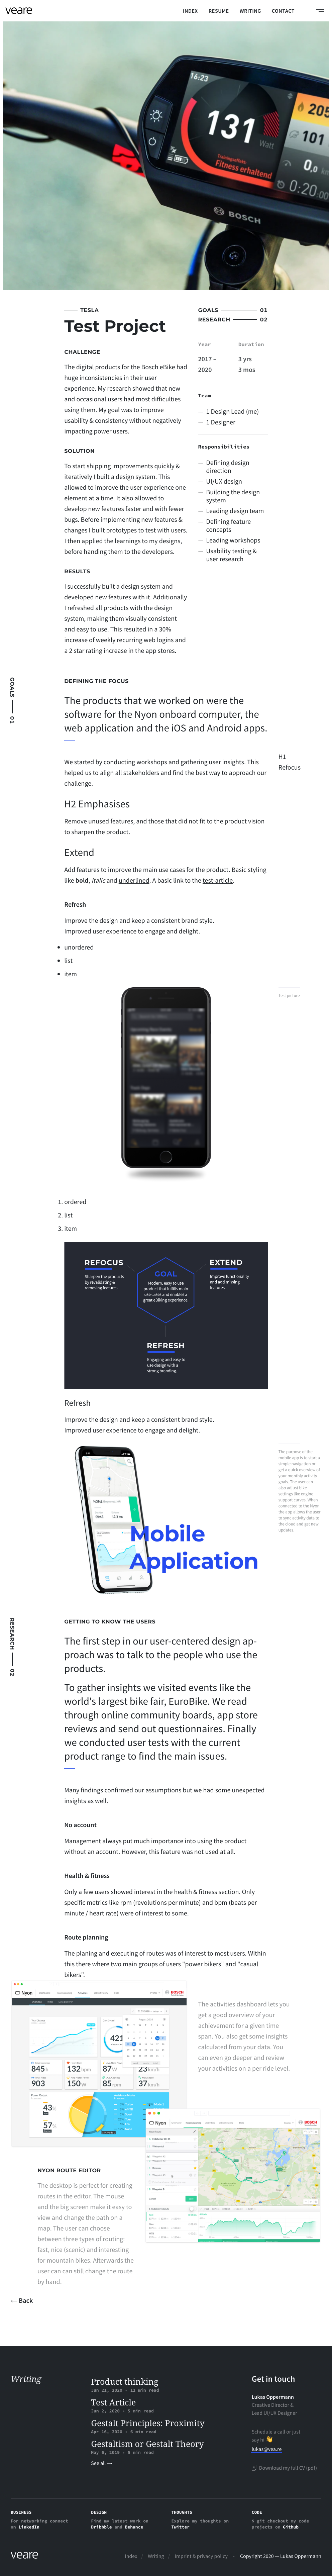 veare
INDEX
RESUME
WRITING
CONTACT
16:23
131
Watt
BOSCH
TESLA
Test Project
GOALS 01
RESEARCH 02
Year
Duration
2017 –
2020
3 yrs
3 mos
Team
— 1 Design Lead (me)
— 1 Designer
Responsibilities
— Defining design
direction
— UI/UX design
— Building the design
system
— Leading design team
— Defining feature
concepts
— Leading workshops
— Usability testing &
user research
CHALLENGE
The digital products for the Bosch eBike had
huge inconsistencies in their user
experience. My research showed that new
and occasional users had most difficulties
using them. My goal was to improve
usability & consistency without negatively
impacting power users.
SOLUTION
To start shipping improvements quickly &
iteratively I built a design system. This
allowed to improve the user experience one
element at a time. It also allowed to
develop new features faster and with fewer
bugs. Before implementing new features &
changes I built prototypes to test with users.
I then applied the learnings to my designs,
before handing them to the developers.
RESULTS
I successfully built a design system and
developed new features with it. Additionally
I refreshed all products with the design
system, making them visually consistent
and easy to use. This resulted in a 30%
increase of weekly recurring web logins and
a 2 star rating increase in the app stores.
GOALS 01
DEFINING THE FOCUS
The products that we worked on were the
software for the Nyon onboard computer, the
web application and the iOS and Android apps.
We started by conducting workshops and gathering user insights. This
helped us to align all stakeholders and find the best way to approach our
challenge.
H1
Refocus
H2 Emphasises
Remove unused features, and those that did not fit to the product vision
to sharpen the product.
Extend
Add features to improve the main use cases for the product. Basic styling
like bold, italic and underlined. A basic link to the test-article.
Refresh
Improve the design and keep a consistent brand style.
Improved user experience to engage and delight.
• unordered
• list
• item
Test picture
1. ordered
2. list
3. item
REFOCUS
Sharpen the products
by revalidating &
removing features.
GOAL
Modern, easy to use
product that fulfills main
use cases and enables a
great eBiking experience.
EXTEND
Improve functionality
and add missing
features.
REFRESH
Engaging and easy to
use design with a
strong branding.
Refresh
Improve the design and keep a consistent brand style.
Improved user experience to engage and delight.
Mobile
Application
The purpose of the
mobile app is to start a
simple navigation or
get a quick overview of
your monthly activity
goals. The user can
also adjust bike
settings like engine
support curves. When
connected to the Nyon
the app allows the user
to sync activity data to
the cloud and get new
updates.
RESEARCH 02
GETTING TO KNOW THE USERS
The first step in our user-centered design ap-
proach was to talk to the people who use the
products.
To gather insights we visited events like the
world's largest bike fair, EuroBike. We read
through online community boards, app store
reviews and send out questionnaires. Finally
we conducted user tests with the current
product range to find the main issues.
Many findings confirmed our assumptions but we had some unexpected
insights as well.
No account
Management always put much importance into using the product
without an account. However, this feature was not used at all.
Health & fitness
Only a few users showed interest in the health & fitness section. Only
specific metrics like rpm (revolutions per minute) and bpm (beats per
minute / heart rate) were of interest to some.
Route planning
The planing and executing of routes was of interest to most users. Within
this there where two main groups of users "power bikers" and "casual
bikers".
Nyon
BOSCH
845
132
421
903
150
85
37
43
57
The activities dashboard lets you
get a good overview of your
achievement for a given time
span. You also get some insights
calculated from your data. You
can even go deeper and review
your activities on a per ride level.
Nyon
BOSCH
NYON ROUTE EDITOR
The desktop is perfect for creating
routes in the editor. The mouse
and the big screen make it easy to
view and change the path on a
map. The user can choose
between three types of routing:
fast, nice (scenic) and interesting
for mountain bikes. Afterwards the
user can can still change the route
by hand.
← Back
Writing
Product thinking
Jun 21, 2020 – 12 min read
Test Article
Jun 2, 2020 – 3 min read
Gestalt Principles: Proximity
Apr 16, 2020 – 6 min read
Gestaltism or Gestalt Theory
May 6, 2019 – 5 min read
See all →
Get in touch
Lukas Oppermann
Creative Director &
Lead UI/UX Designer
Schedule a call or just
say hi 👋
lukas@vea.re
Download my full CV (pdf)
BUSINESS
For networking connect
on LinkedIn
DESIGN
Find my latest work on
Dribbble and Behance
THOUGHTS
Explore my thoughts on
Twitter
CODE
$ git checkout my code
projects on Github
veare
Index / Writing / Imprint & privacy policy – Copyright 2020 — Lukas Oppermann